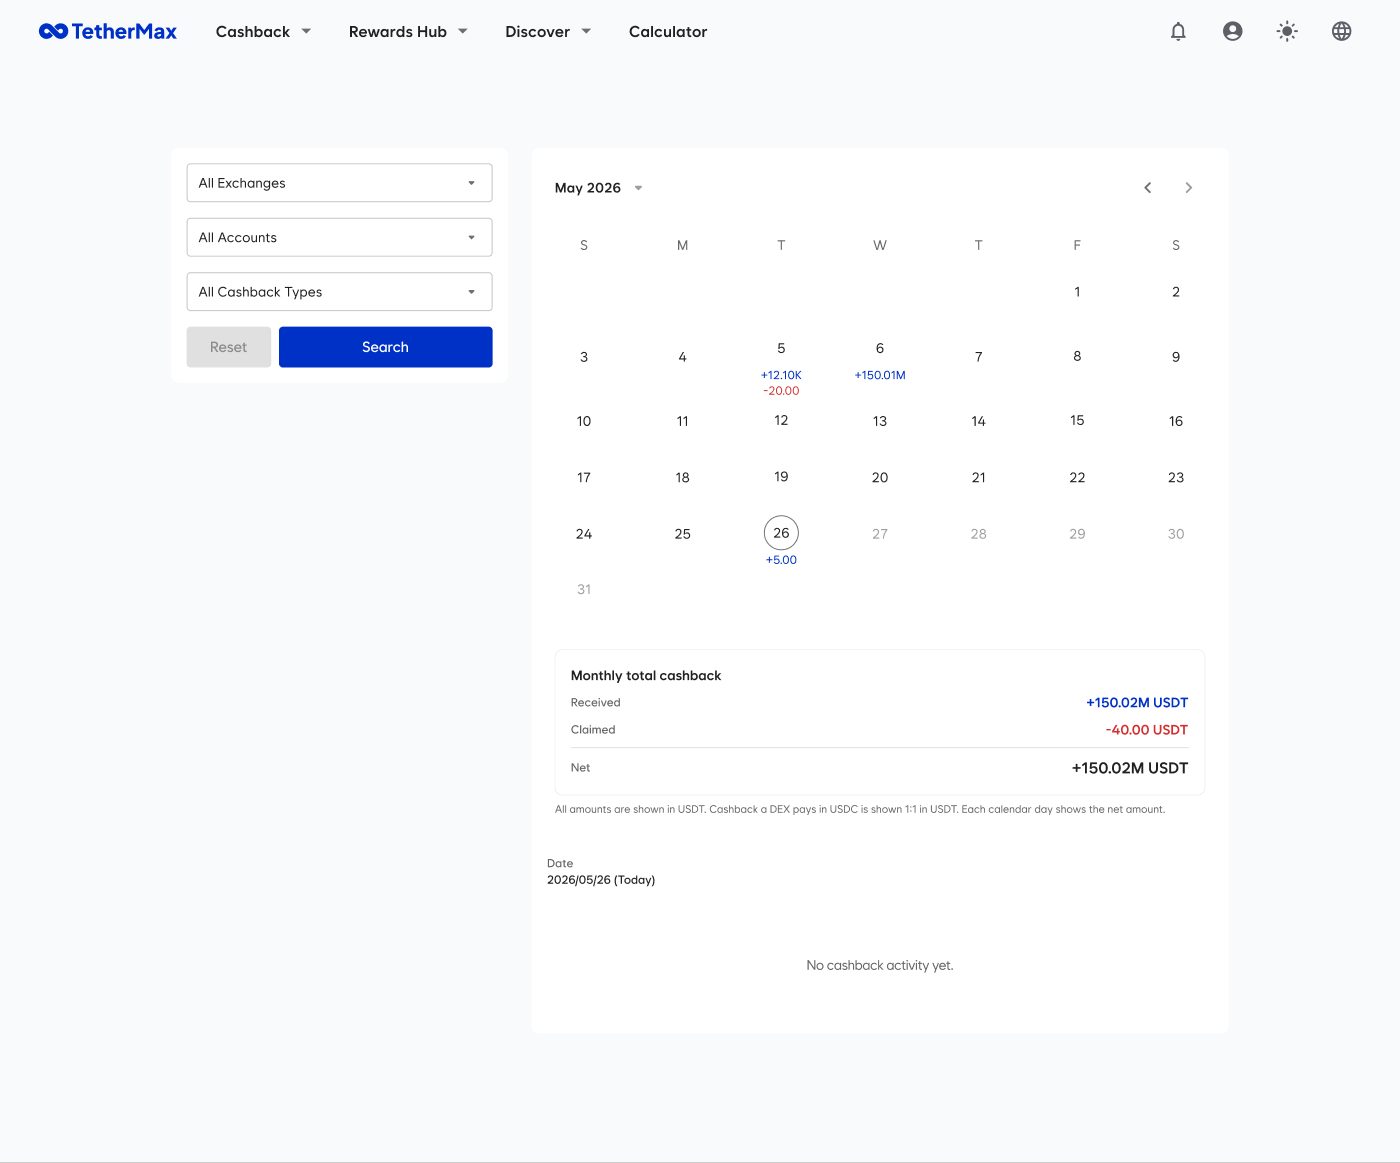 TetherMax
Cashback
Rewards Hub
Discover
Calculator
All Exchanges
All Accounts
All Cashback Types
Reset
Search
May 2026
S M T W T F S
1 2
3 4 5 6 7 8 9
+12.10K +150.01M
-20.00
10 11 12 13 14 15 16
17 18 19 20 21 22 23
24 25 26 27 28 29 30
+5.00
31
Monthly total cashback
Received +150.02M USDT
Claimed -40.00 USDT
Net +150.02M USDT
All amounts are shown in USDT. Cashback a DEX pays in USDC is shown 1:1 in USDT. Each calendar day shows the net amount.
Date
2026/05/26 (Today)
No cashback activity yet.